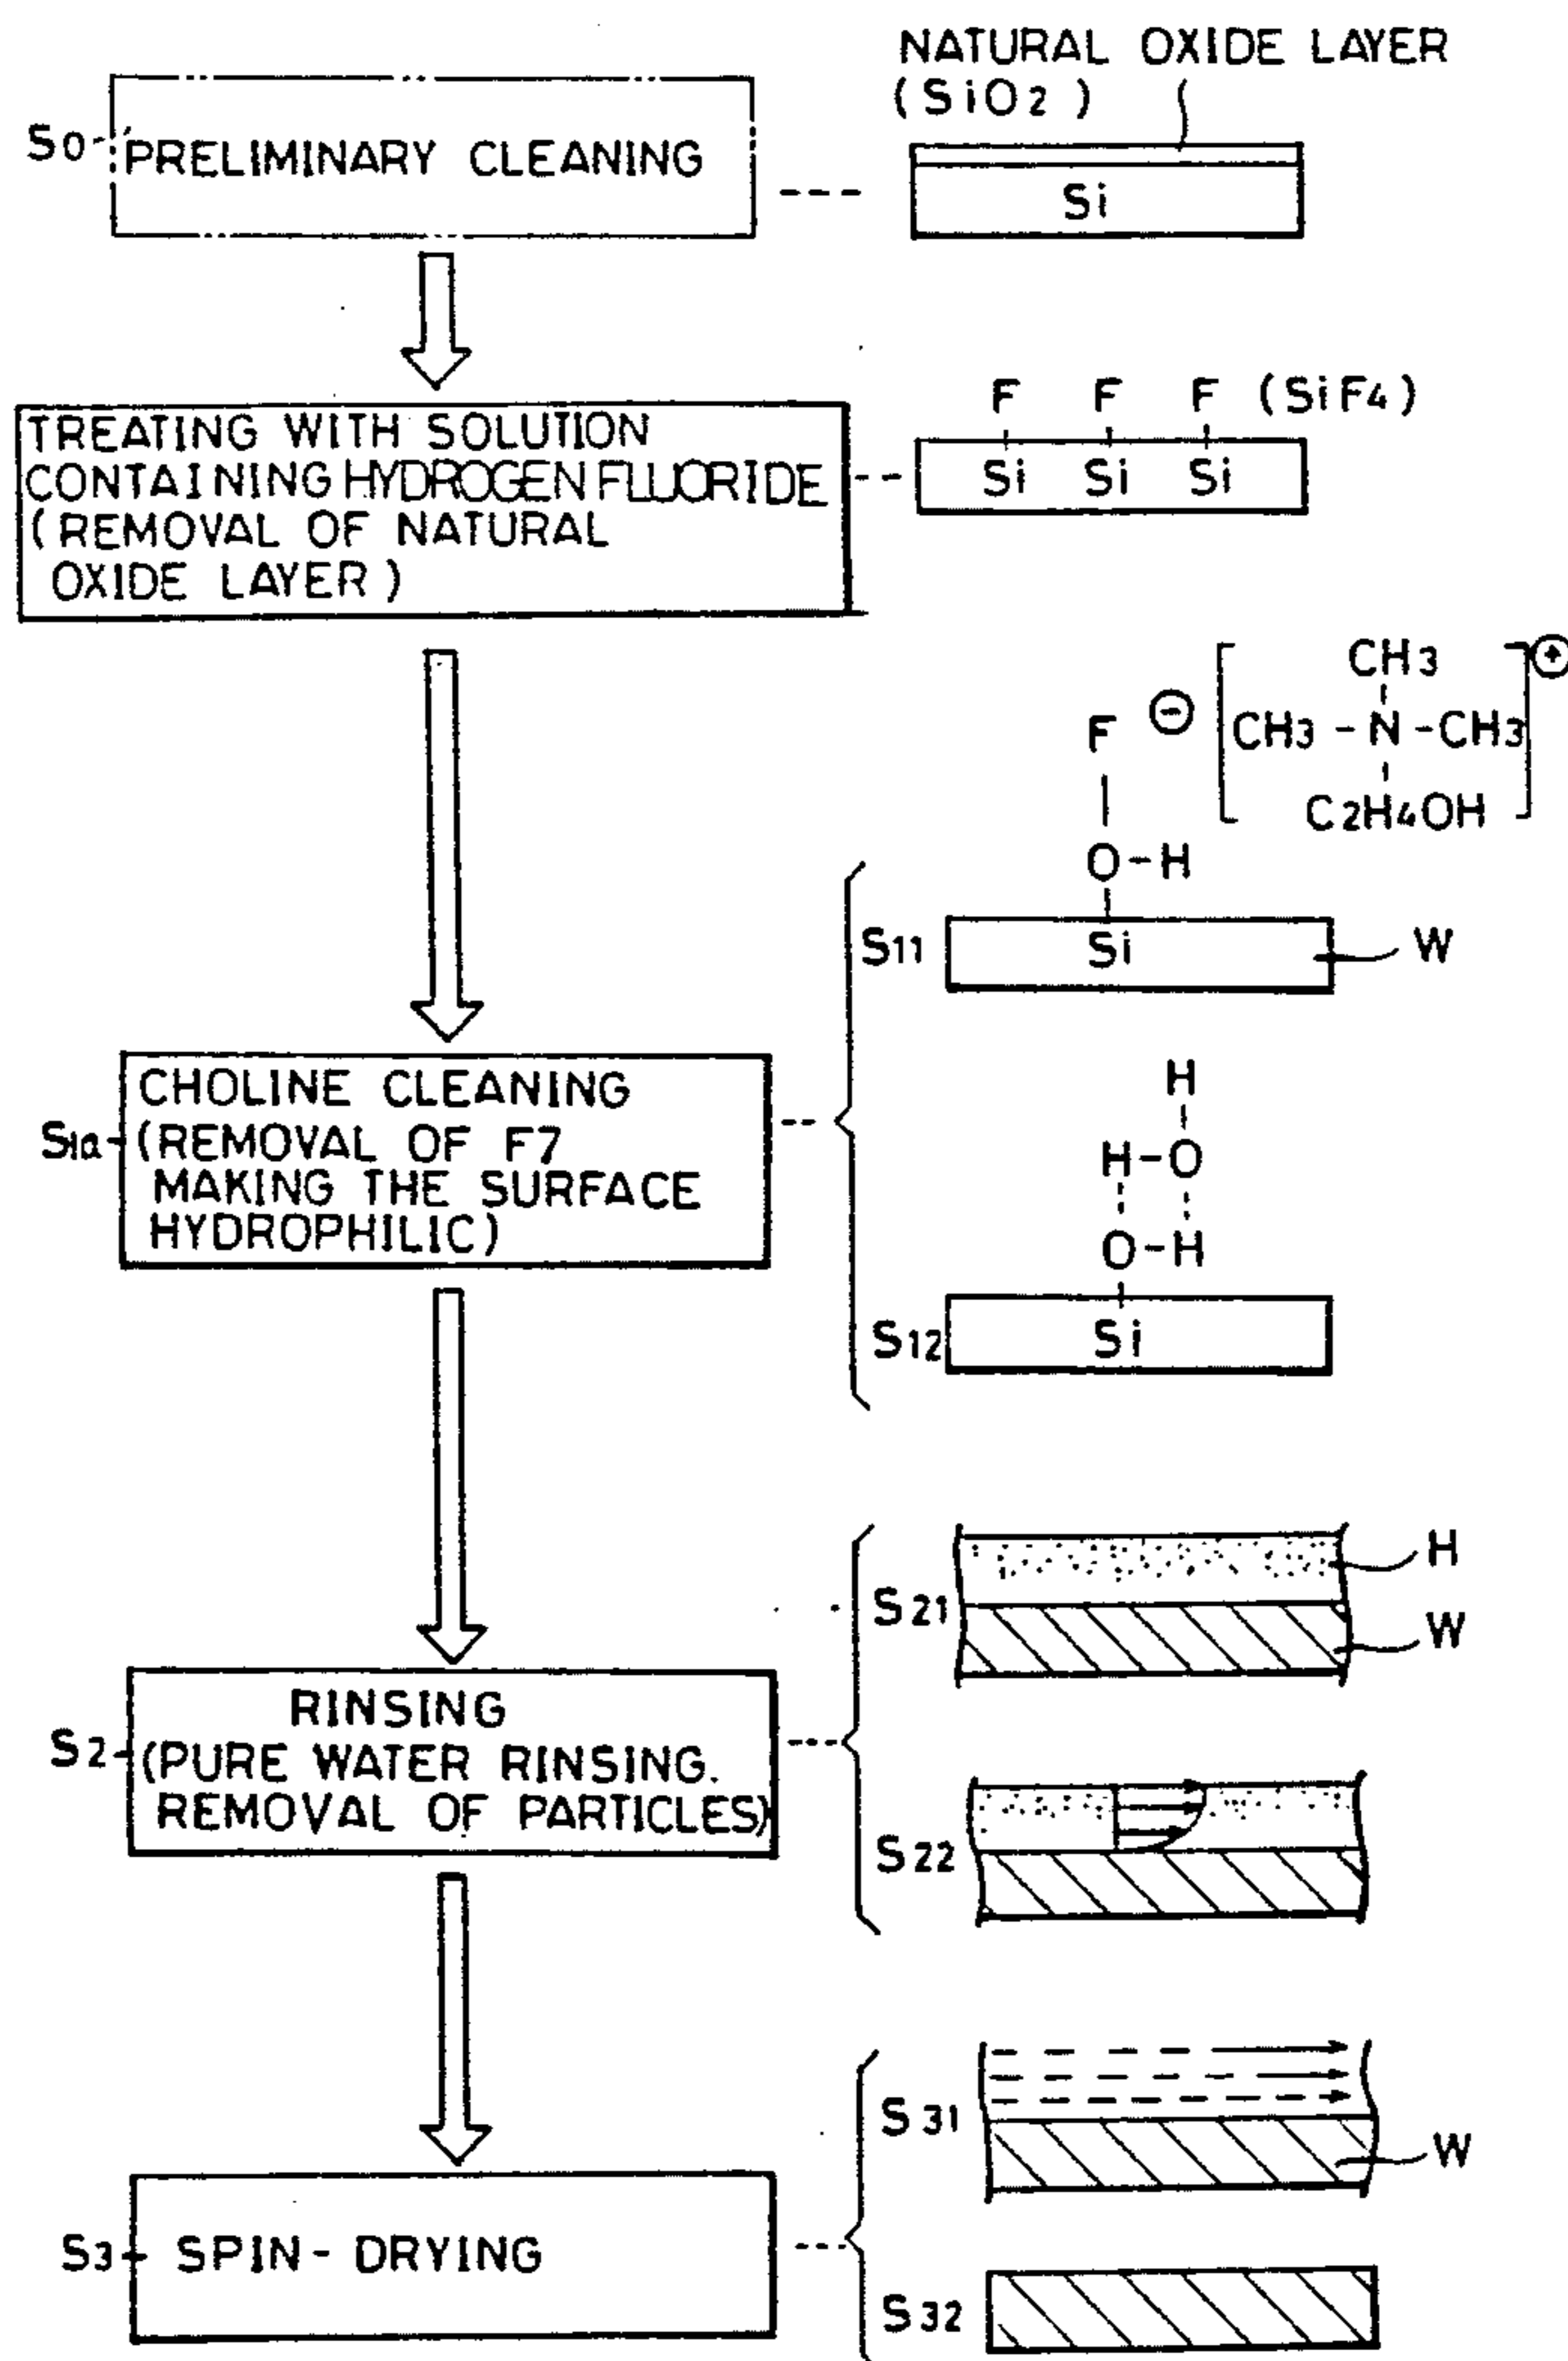 NATURAL OXIDE LAYER
(SiO2)
S0
PRELIMINARY CLEANING
Si
TREATING WITH SOLUTION
CONTAINING HYDROGEN FLUORIDE
(REMOVAL OF NATURAL
OXIDE LAYER)
F F F (SiF4)
Si Si Si
CH3
F ⊖ [CH3-N-CH3]⊕
C2H4OH
O-H
S11
Si
W
S1a
CHOLINE CLEANING
(REMOVAL OF F7
MAKING THE SURFACE
HYDROPHILIC)
H
H-O
O-H
S12
Si
S21
H
W
S2
RINSING
(PURE WATER RINSING.
REMOVAL OF PARTICLES)
S22
S31
W
S3
SPIN-DRYING
S32